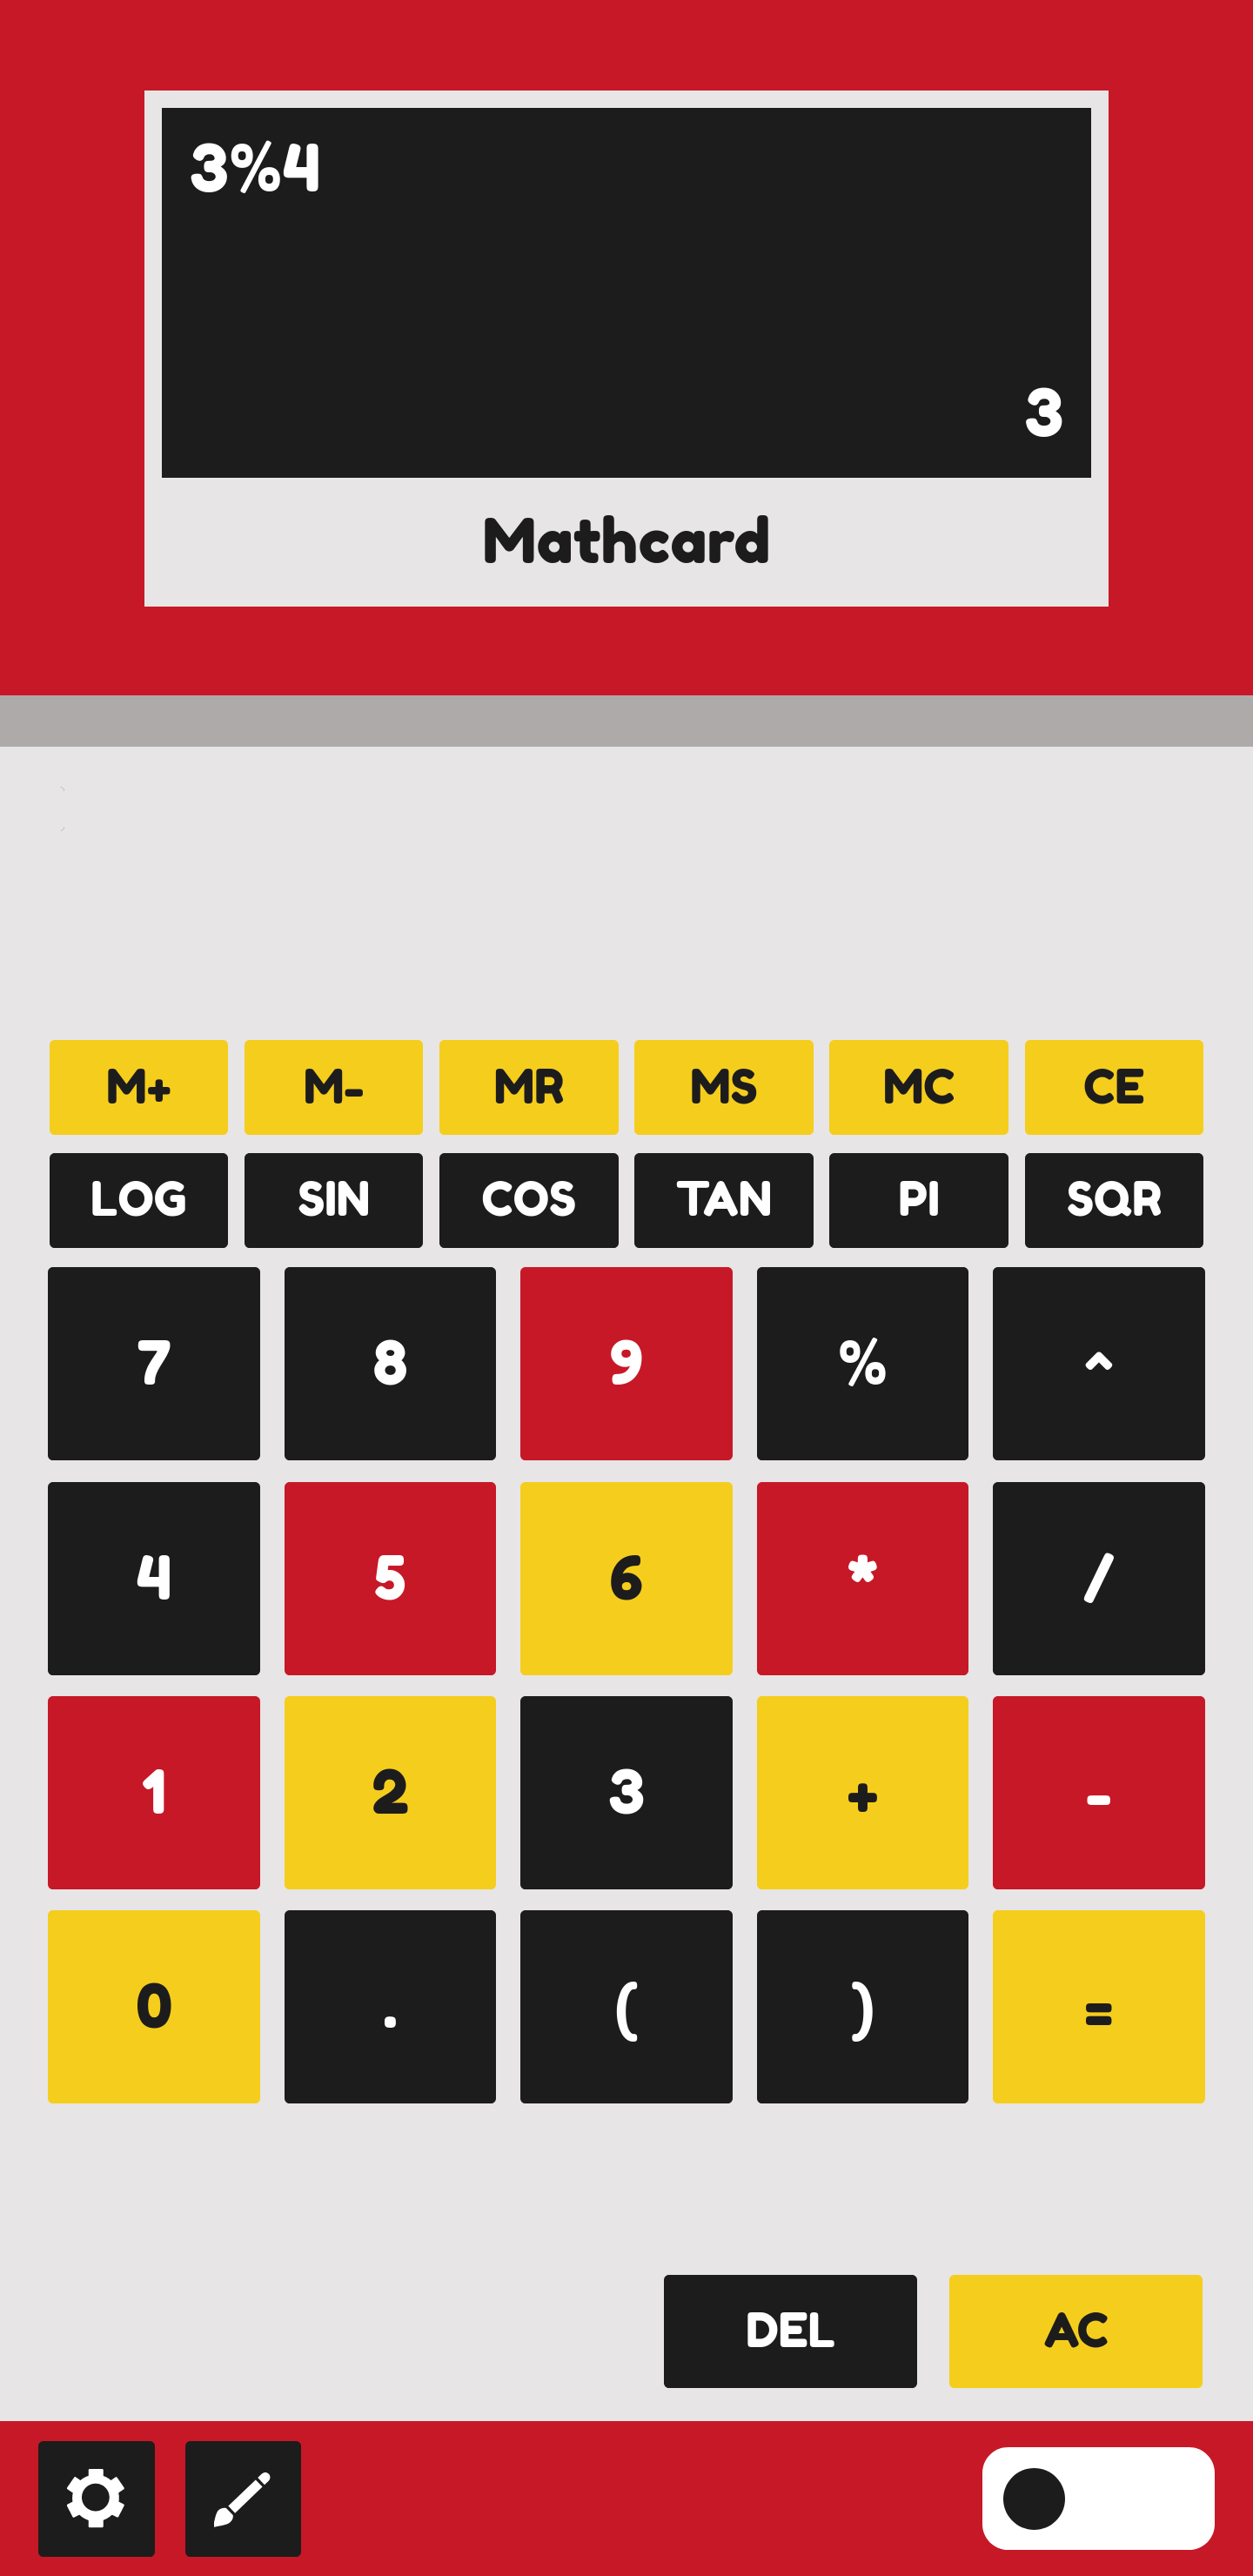 3%4
3
Mathcard
M+ M- MR MS MC CE
LOG SIN COS TAN PI SQR
7 8 9 % ^
4 5 6 * /
1 2 3 + -
0 . ( ) =
DEL AC